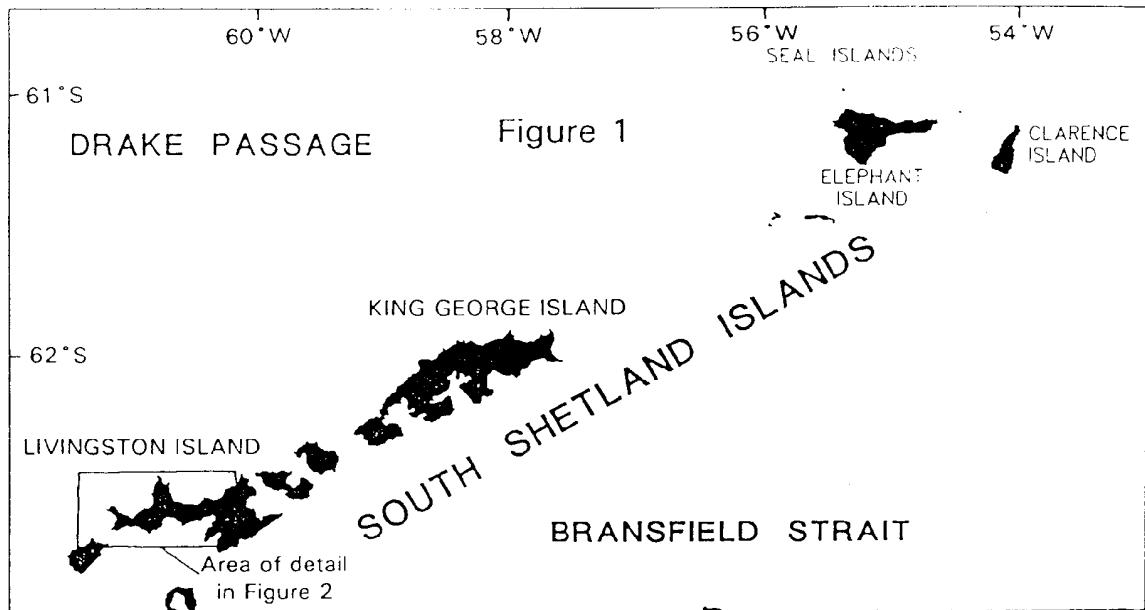 60°W 58°W 56°W 54°W
SEAL ISLANDS
61°S
DRAKE PASSAGE
Figure 1
CLARENCE
ISLAND
ELEPHANT
ISLAND
SOUTH SHETLAND ISLANDS
KING GEORGE ISLAND
62°S
LIVINGSTON ISLAND
BRANSFIELD STRAIT
Area of detail
in Figure 2